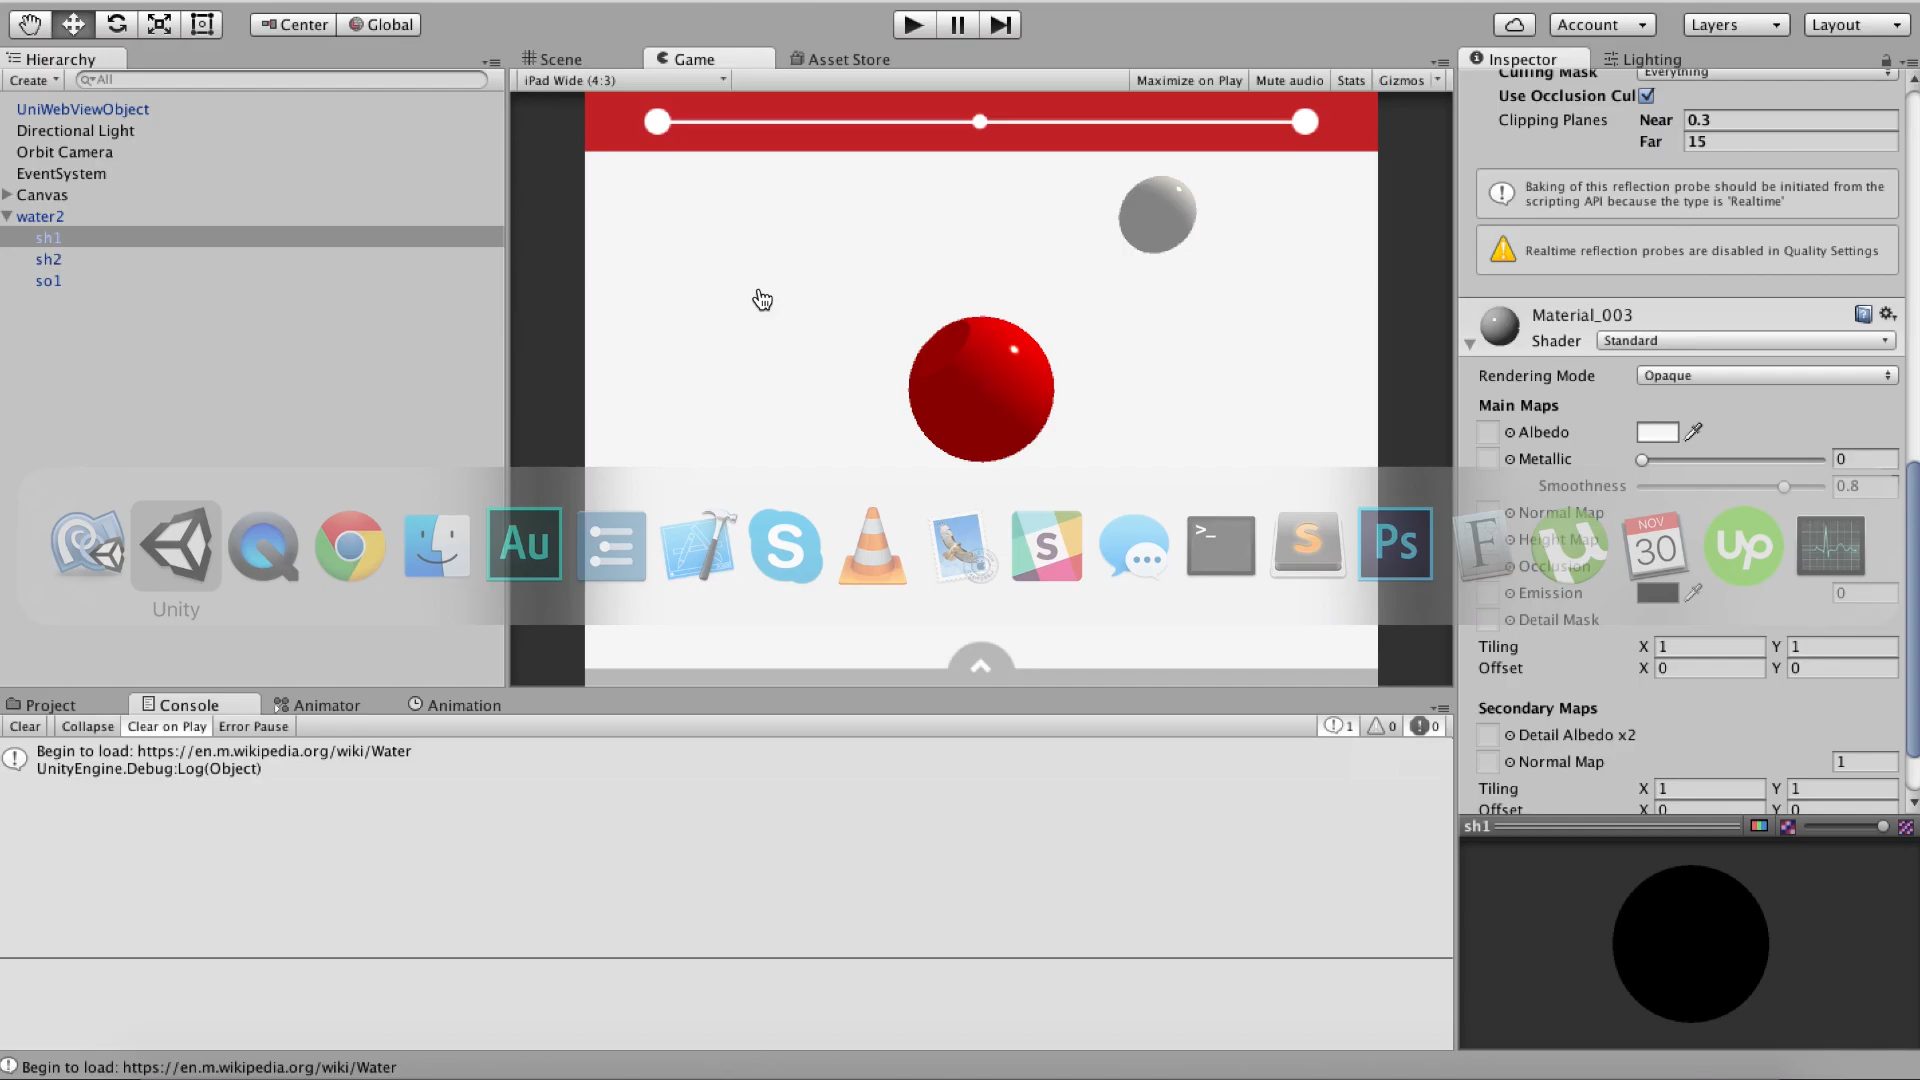 Center
Global
Account
Layers
Layout
Hierarchy
Create
All
UniWebViewObject
Directional Light
Orbit Camera
EventSystem
Canvas
water2
sh1
sh2
so1
Scene
Game
Asset Store
iPad Wide (4:3)
Maximize on Play
Mute audio
Stats
Gizmos
Inspector
Lighting
Culling Mask
Everything
Use Occlusion Cul
Clipping Planes
Near
0.3
Far
15
Baking of this reflection probe should be initiated from the
scripting API because the type is 'Realtime'
Realtime reflection probes are disabled in Quality Settings
Material_003
Shader
Standard
Rendering Mode
Opaque
Main Maps
Albedo
Metallic
0
Smoothness
0.8
Normal Map
Height Map
Occlusion
Emission
0
Detail Mask
Tiling
X 1
Y 1
Offset
X 0
Y 0
Secondary Maps
Detail Albedo x2
Normal Map
1
Tiling
X 1
Y 1
Offset
X 0
Y 0
sh1
Au
S
S
>_
S
Ps
F
µ
NOV
30
up
Unity
Project
Console
Animator
Animation
Clear
Collapse
Clear on Play
Error Pause
1
0
0
Begin to load: https://en.m.wikipedia.org/wiki/Water
UnityEngine.Debug:Log(Object)
Begin to load: https://en.m.wikipedia.org/wiki/Water